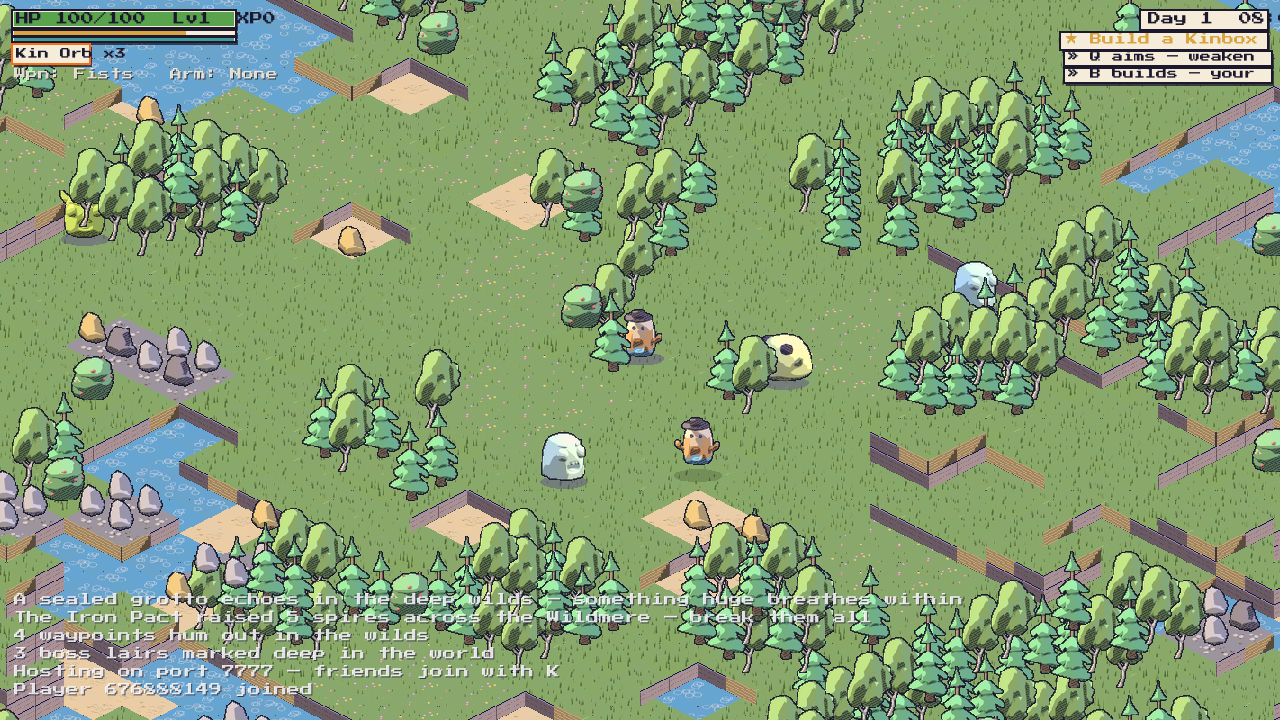 HP 100/100 Lv1 XP0
Kin Orb x3
Wpn: Fists Arm: None
Day 1 08
★ Build a Kinbox
» Q aims — weaken
» B builds — your
A sealed grotto echoes in the deep wilds — something huge breathes within
The Iron Pact raised 5 spires across the Wildmere — break them all
4 waypoints hum out in the wilds
3 boss lairs marked deep in the world
Hosting on port 7777 — friends join with K
Player 676888149 joined